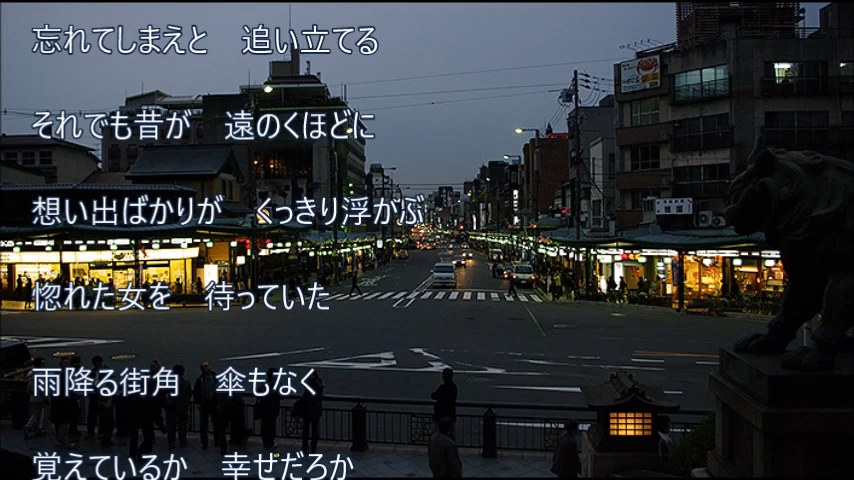 忘れてしまえと　追い立てる
それでも昔が　遠のくほどに
想い出ばかりが　くっきり浮かぶ
惚れた女を　待っていた
雨降る街角　傘もなく
覚えているか　幸せだろか